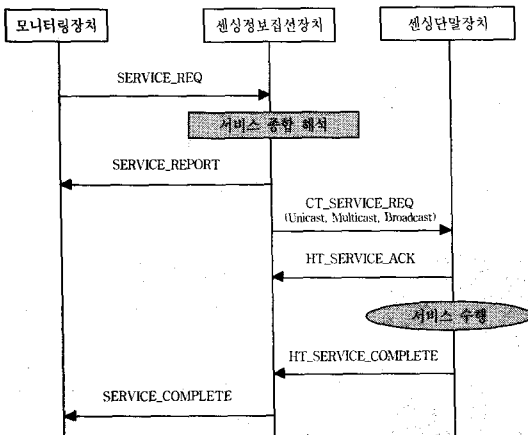 모니터링장치
센싱정보집선장치
센싱단말장치
SERVICE_REQ
서비스 종합 해석
SERVICE_REPORT
CT_SERVICE_REQ
(Unicast, Multicast, Broadcast)
HT_SERVICE_ACK
서비스 수행
HT_SERVICE_COMPLETE
SERVICE_COMPLETE